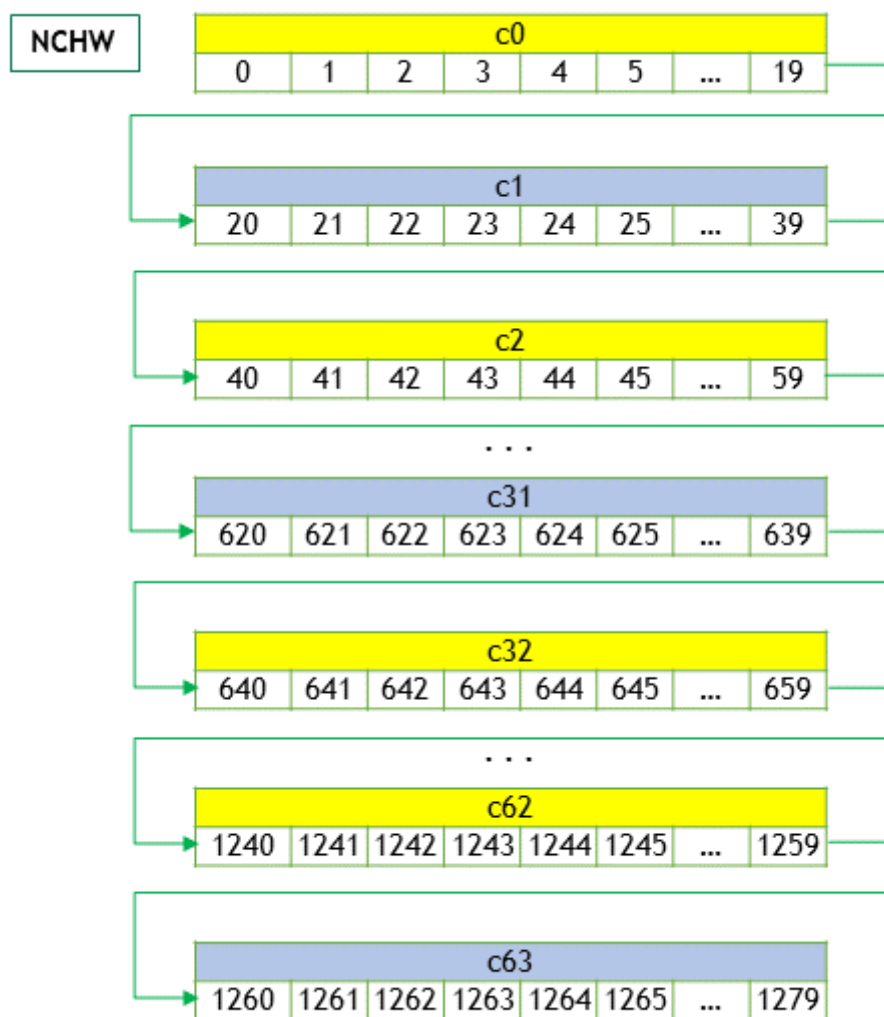 NCHW
c0
0 1 2 3 4 5 ... 19
c1
20 21 22 23 24 25 ... 39
c2
40 41 42 43 44 45 ... 59
...
c31
620 621 622 623 624 625 ... 639
c32
640 641 642 643 644 645 ... 659
...
c62
1240 1241 1242 1243 1244 1245 ... 1259
c63
1260 1261 1262 1263 1264 1265 ... 1279